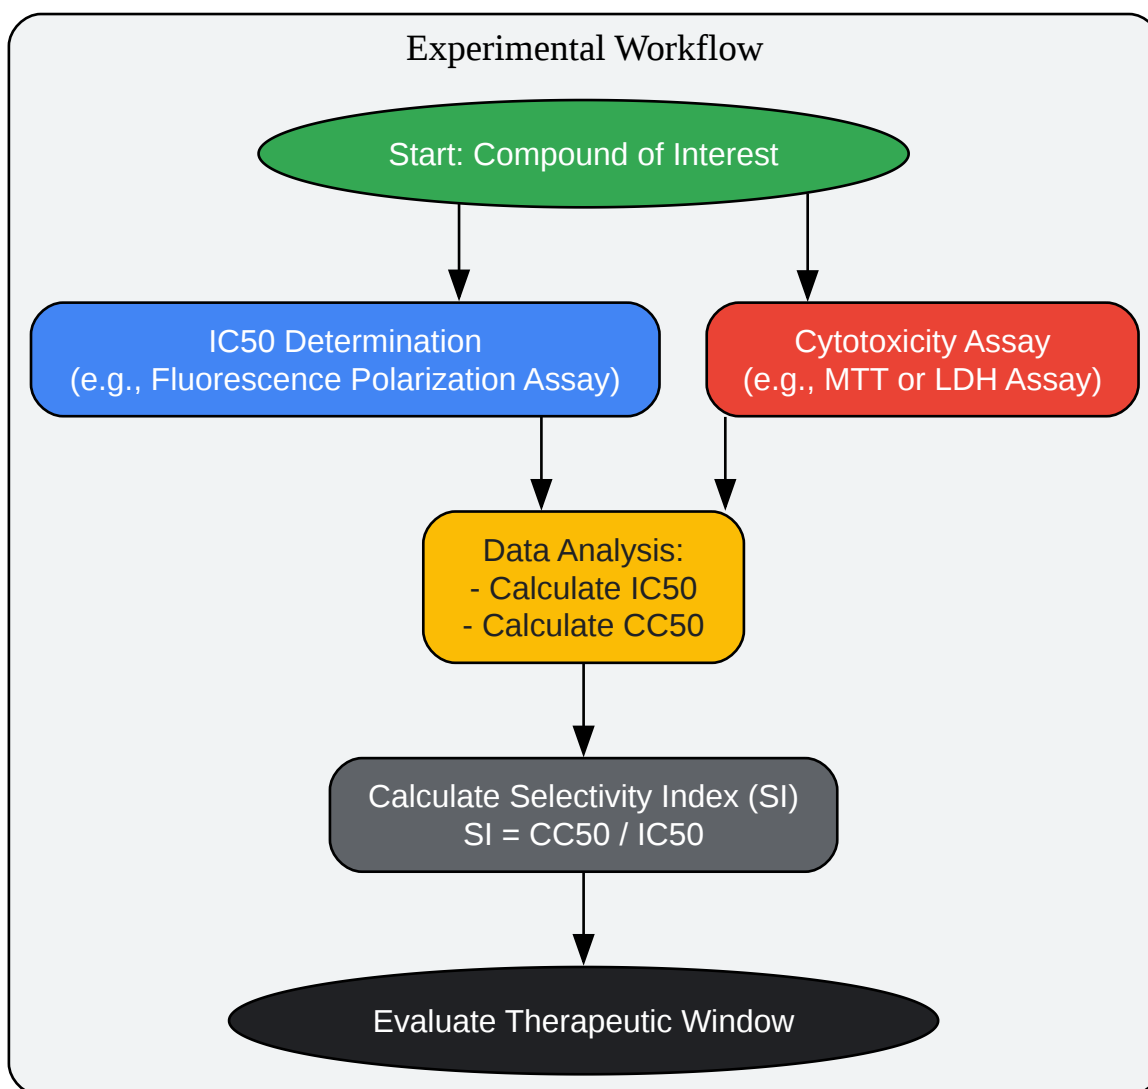 Experimental Workflow
Start: Compound of Interest
IC50 Determination
(e.g., Fluorescence Polarization Assay)
Cytotoxicity Assay
(e.g., MTT or LDH Assay)
Data Analysis:
- Calculate IC50
- Calculate CC50
Calculate Selectivity Index (SI)
SI = CC50 / IC50
Evaluate Therapeutic Window